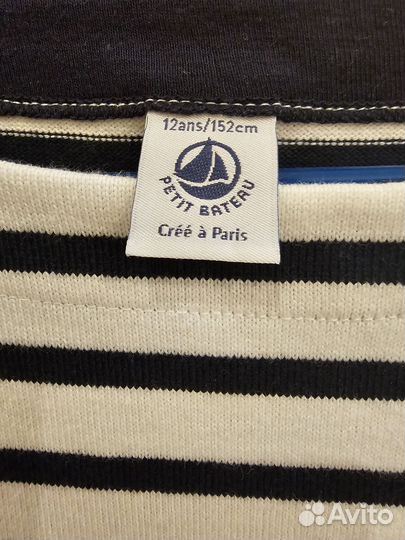 12ans/152cm
PETIT BATEAU
Créé à Paris
Avito